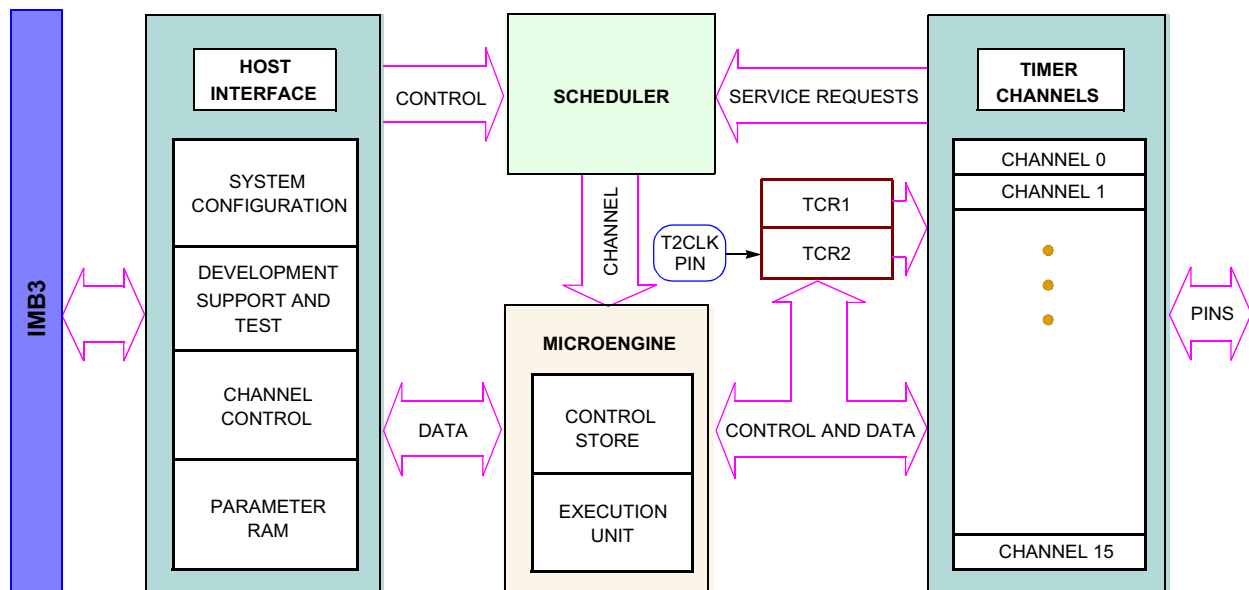 IMB3
HOST
INTERFACE
SYSTEM
CONFIGURATION
DEVELOPMENT
SUPPORT AND
TEST
CHANNEL
CONTROL
PARAMETER
RAM
CONTROL
DATA
SCHEDULER
CHANNEL
MICROENGINE
CONTROL
STORE
EXECUTION
UNIT
SERVICE REQUESTS
T2CLK
PIN
TCR1
TCR2
CONTROL AND DATA
TIMER
CHANNELS
CHANNEL 0
CHANNEL 1
CHANNEL 15
PINS